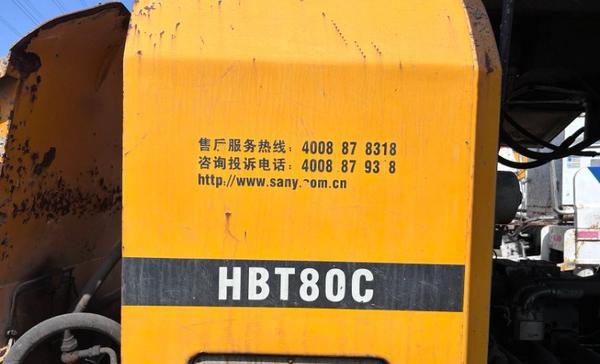 售后服务热线：4008 87 8318
咨询投诉电话：4008 87 93 8
http://www.sany.com.cn
HBT80C